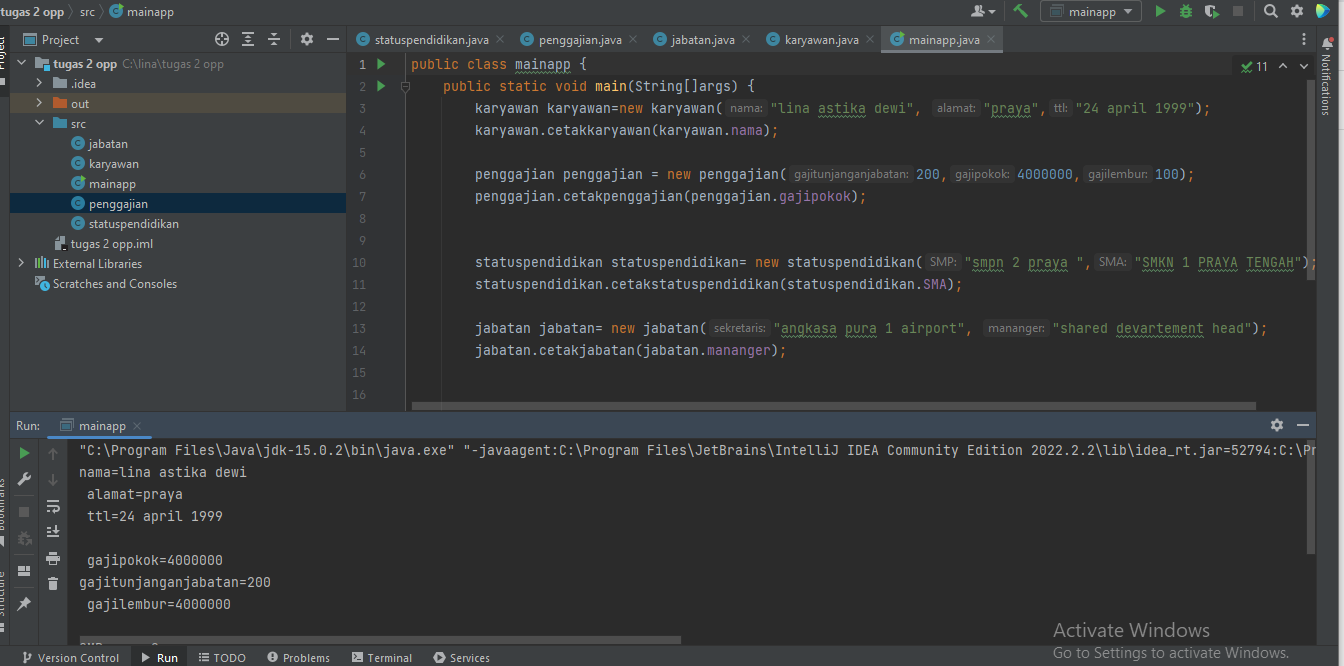 tugas 2 opp > src > mainapp
mainapp
Project
statuspendidikan.java
penggajian.java
jabatan.java
karyawan.java
mainapp.java
tugas 2 opp C:\lina\tugas 2 opp
.idea
out
src
jabatan
karyawan
mainapp
penggajian
statuspendidikan
tugas 2 opp.iml
External Libraries
Scratches and Consoles
11
Notifications
1 public class mainapp {
2 public static void main(String[]args) {
3 karyawan karyawan=new karyawan( nama: "lina astika dewi", alamat: "praya", ttl: "24 april 1999");
4 karyawan.cetakkaryawan(karyawan.nama);
5
6 penggajian penggajian = new penggajian( gajitunjanganjabatan: 200, gajipokok: 4000000, gajilembur: 100);
7 penggajian.cetakpenggajian(penggajian.gajipokok);
8
9
10 statuspendidikan statuspendidikan= new statuspendidikan( SMP: "smpn 2 praya ", SMA: "SMKN 1 PRAYA TENGAH");
11 statuspendidikan.cetakstatuspendidikan(statuspendidikan.SMA);
12
13 jabatan jabatan= new jabatan( sekretaris: "angkasa pura 1 airport", mananger: "shared devartement head");
14 jabatan.cetakjabatan(jabatan.mananger);
15
16
Run: mainapp
"C:\Program Files\Java\jdk-15.0.2\bin\java.exe" "-javaagent:C:\Program Files\JetBrains\IntelliJ IDEA Community Edition 2022.2.2\lib\idea_rt.jar=52794:C:\Pr
nama=lina astika dewi
alamat=praya
ttl=24 april 1999
gajipokok=4000000
gajitunjanganjabatan=200
gajilembur=4000000
Activate Windows
Go to Settings to activate Windows.
Version Control
Run
TODO
Problems
Terminal
Services